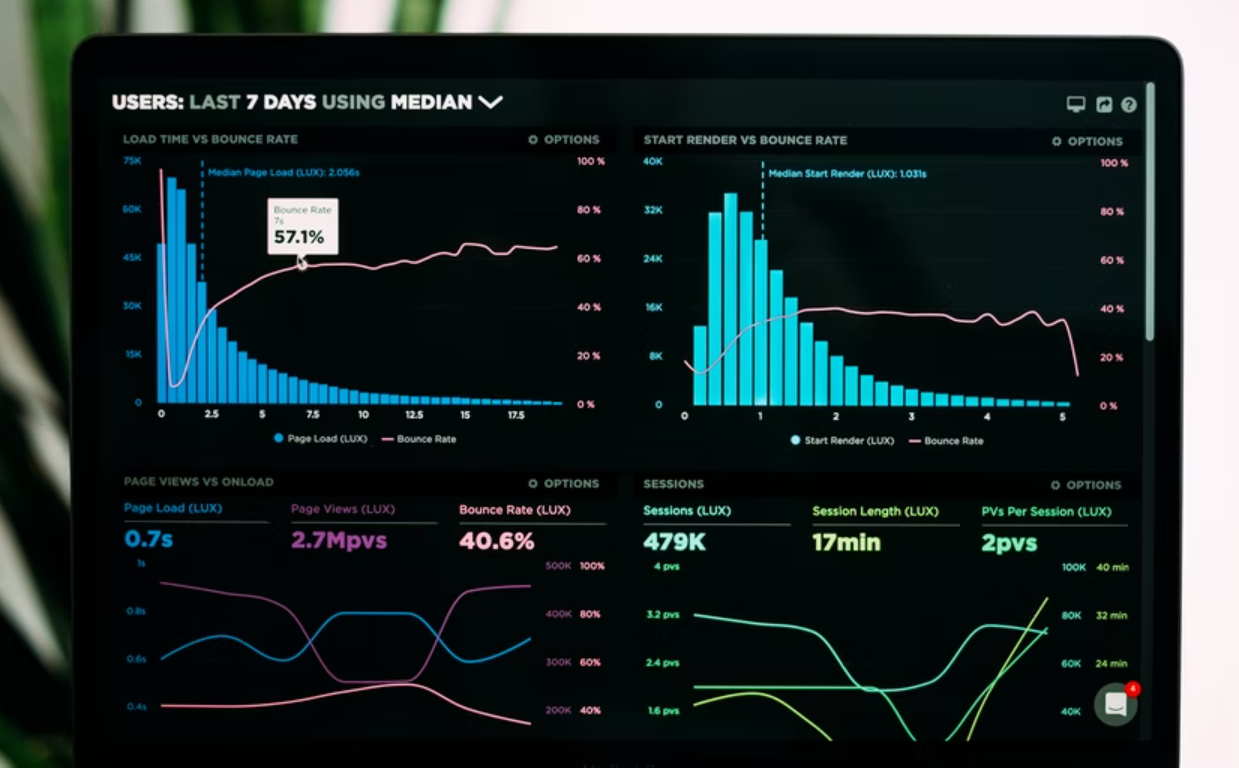 USERS: LAST 7 DAYS USING MEDIAN
LOAD TIME VS BOUNCE RATE
OPTIONS
75K
60K
45K
30K
15K
0
Median Page Load (LUX): 2.056s
Bounce Rate
7s
57.1%
100 %
80 %
60 %
40 %
20 %
0 %
0 2.5 5 7.5 10 12.5 15 17.5
Page Load (LUX) Bounce Rate
START RENDER VS BOUNCE RATE
OPTIONS
40K
32K
24K
16K
8K
0
Median Start Render (LUX): 1.031s
100 %
80 %
60 %
40 %
20 %
0 %
0 1 2 3 4 5
Start Render (LUX) Bounce Rate
PAGE VIEWS VS ONLOAD
OPTIONS
Page Load (LUX) Page Views (LUX) Bounce Rate (LUX)
0.7s 2.7Mpvs 40.6%
1s
0.8s
0.6s
0.4s
500K 100%
400K 80%
300K 60%
200K 40%
SESSIONS
OPTIONS
Sessions (LUX) Session Length (LUX) PVs Per Session (LUX)
479K 17min 2pvs
4 pvs
3.2 pvs
2.4 pvs
1.6 pvs
100K 40 min
80K 32 min
60K 24 min
40K
4